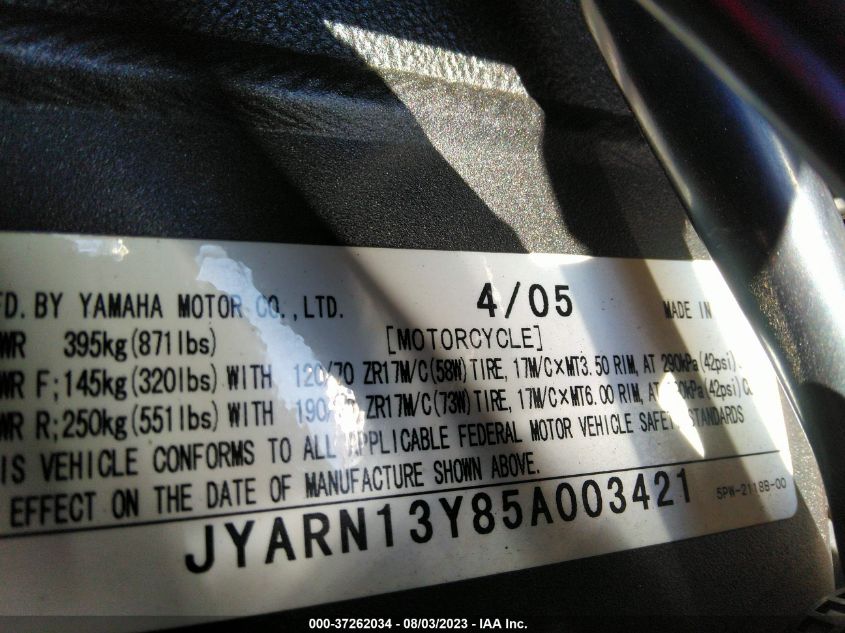 FD. BY YAMAHA MOTOR CO.,LTD. 4/05 MADE IN
WR 395kg(871lbs) [MOTORCYCLE]
WR F;145kg(320lbs) WITH 120/70 ZR17M/C(58W)TIRE, 17M/C×MT3.50 RIM, AT 290kPa(42psi).
WR R;250kg(551lbs) WITH 190/ ZR17M/C(73W)TIRE, 17M/C×MT6.00 RIM, AT 0kPa(42psi)C
IS VEHICLE CONFORMS TO ALL APPLICABLE FEDERAL MOTOR VEHICLE SAFETY STANDARDS
EFFECT ON THE DATE OF MANUFACTURE SHOWN ABOVE.
JYARN13Y85A003421 5PW-2118B-00
000-37262034 - 08/03/2023 - IAA Inc.